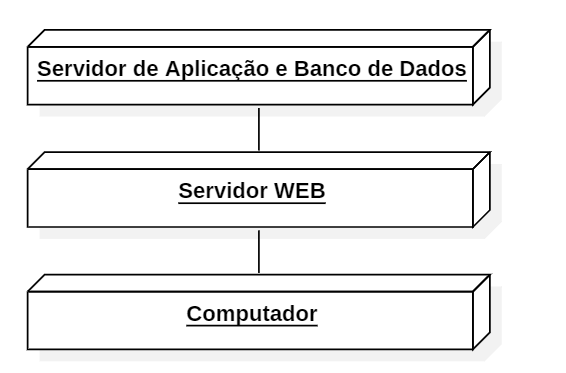 Servidor de Aplicação e Banco de Dados
Servidor WEB
Computador